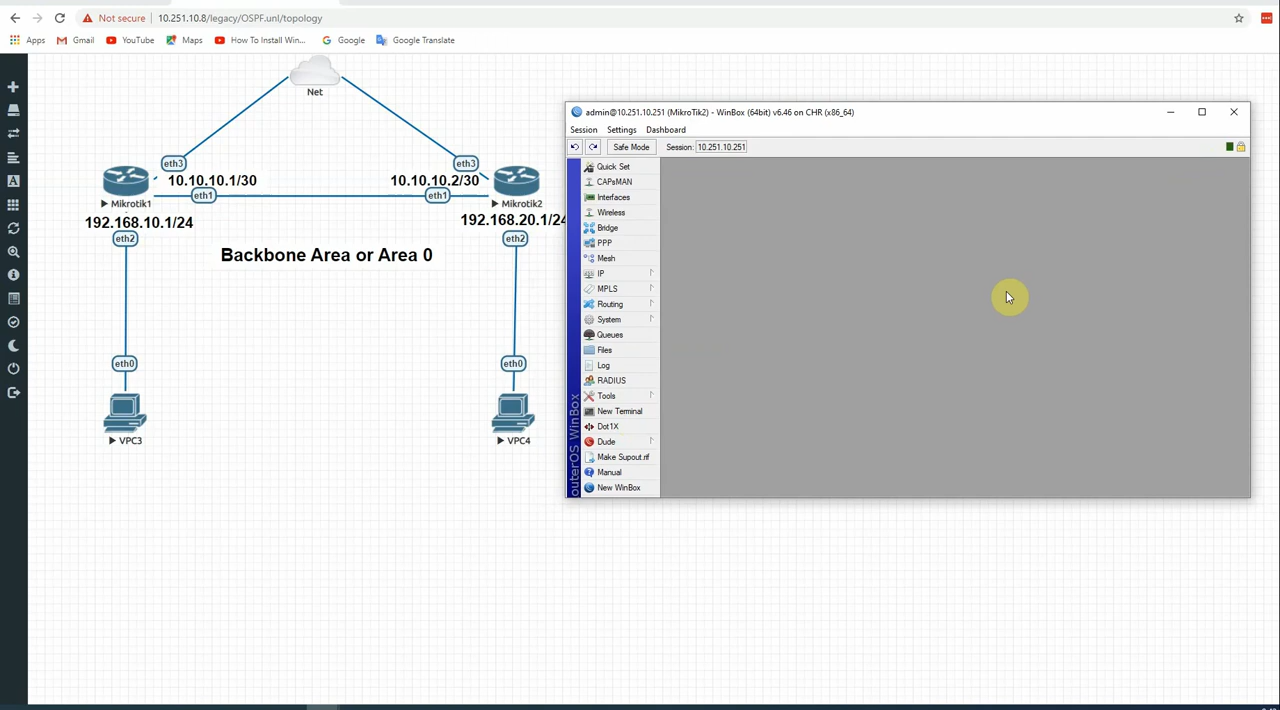 Not secure
10.251.10.8/legacy/OSPF.unl/topology
Apps
Gmail
YouTube
Maps
How To Install Win...
Google
Google Translate
Net
eth3
eth3
10.10.10.1/30
10.10.10.2/30
eth1
eth1
Mikrotik1
Mikrotik2
192.168.10.1/24
192.168.20.1/24
eth2
eth2
Backbone Area or Area 0
eth0
eth0
VPC3
VPC4
admin@10.251.10.251 (MikroTik2) - WinBox (64bit) v6.46 on CHR (x86_64)
Session Settings Dashboard
Safe Mode Session: 10.251.10.251
Quick Set
CAPsMAN
Interfaces
Wireless
Bridge
PPP
Mesh
IP
MPLS
Routing
System
Queues
Files
Log
RADIUS
Tools
New Terminal
Dot1X
Dude
Make Supout.rif
Manual
New WinBox
outerOS WinBox